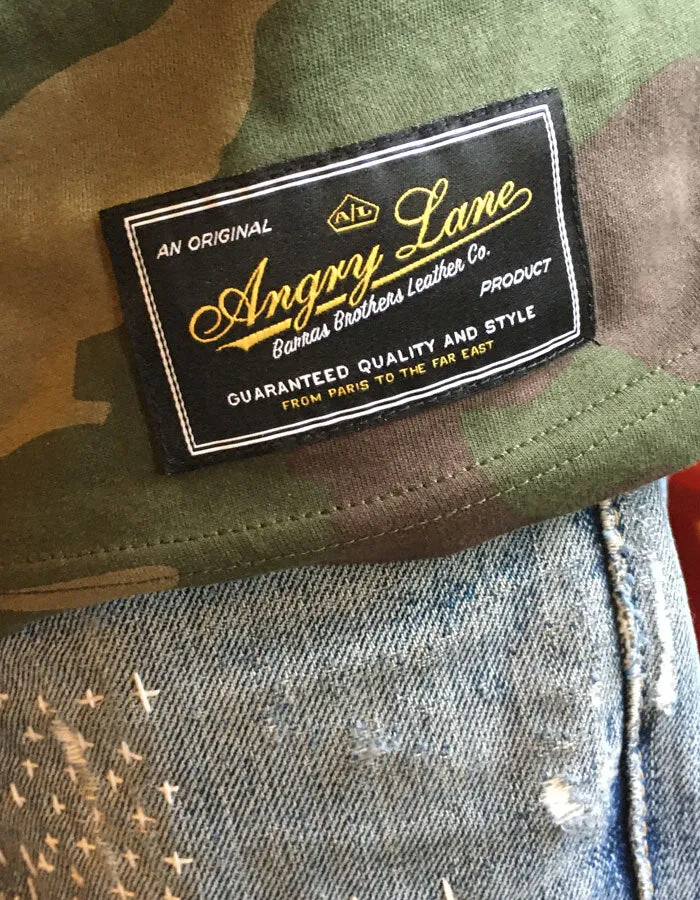 AN ORIGINAL
A/L
Angry Lane
Barras Brothers Leather Co.
PRODUCT
GUARANTEED QUALITY AND STYLE
FROM PARIS TO THE FAR EAST